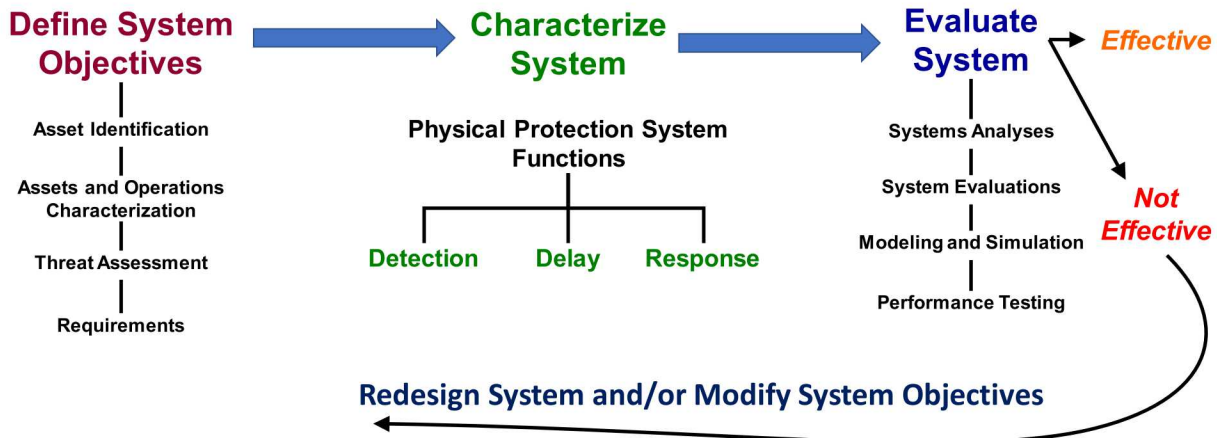 Define System
Objectives
Asset Identification
Assets and Operations
Characterization
Threat Assessment
Requirements
Characterize
System
Physical Protection System
Functions
Detection
Delay
Response
Evaluate
System
Systems Analyses
System Evaluations
Modeling and Simulation
Performance Testing
Effective
Not
Effective
Redesign System and/or Modify System Objectives